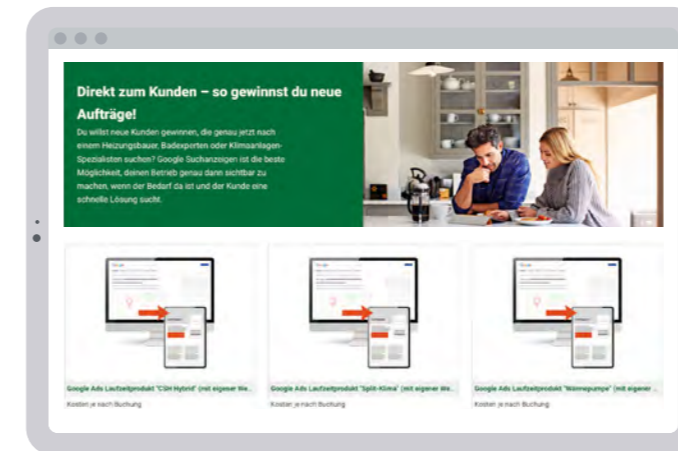 Direkt zum Kunden – so gewinnst du neue
Aufträge!
Du willst neue Kunden gewinnen, die genau jetzt nach
einem Heizungsbauer, Badexperten oder Klimaanlagen-
Spezialisten suchen? Google Suchanzeigen ist die beste
Möglichkeit, deinen Betrieb genau dann sichtbar zu
machen, wenn der Bedarf da ist und der Kunde eine
schnelle Lösung sucht.
Google Ads Laufzeitprodukt "CSH Hybrid" (mit eigener We...
Google Ads Laufzeitprodukt "Split-Klima" (mit eigener We...
Google Ads Laufzeitprodukt "Wärmepumpe" (mit eigener ...
Kosten je nach Buchung
Kosten je nach Buchung
Kosten je nach Buchung